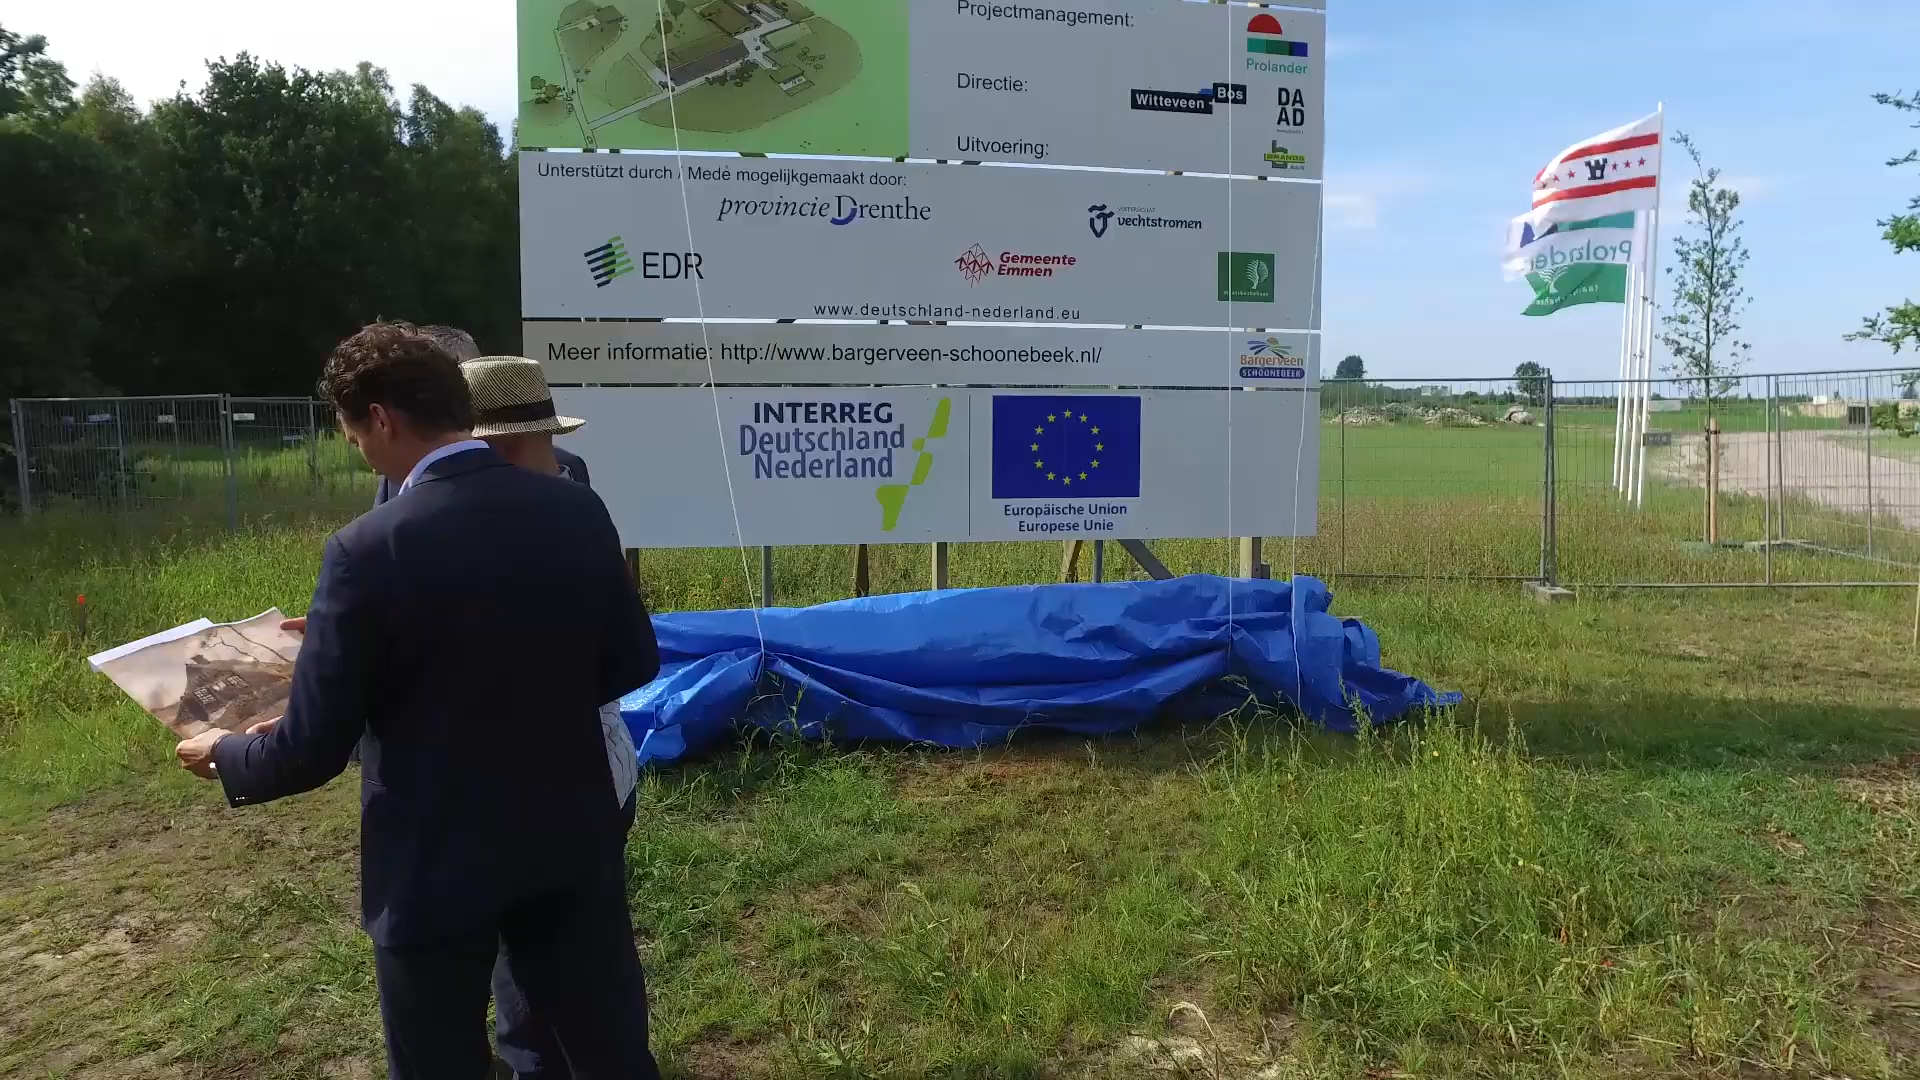 Projectmanagement:
Prolander
Directie:
Witteveen Bos
DA
AD
Uitvoering:
BRANDS
Unterstützt durch / Mede mogelijkgemaakt door:
provincie Drenthe
WATERSCHAP
vechtstromen
EDR
Gemeente
Emmen
www.deutschland-nederland.eu
Meer informatie: http://www.bargerveen-schoonebeek.nl/
Bargerveen
SCHOONEBEEK
INTERREG
Deutschland
Nederland
Europäische Union
Europese Unie
Prolander